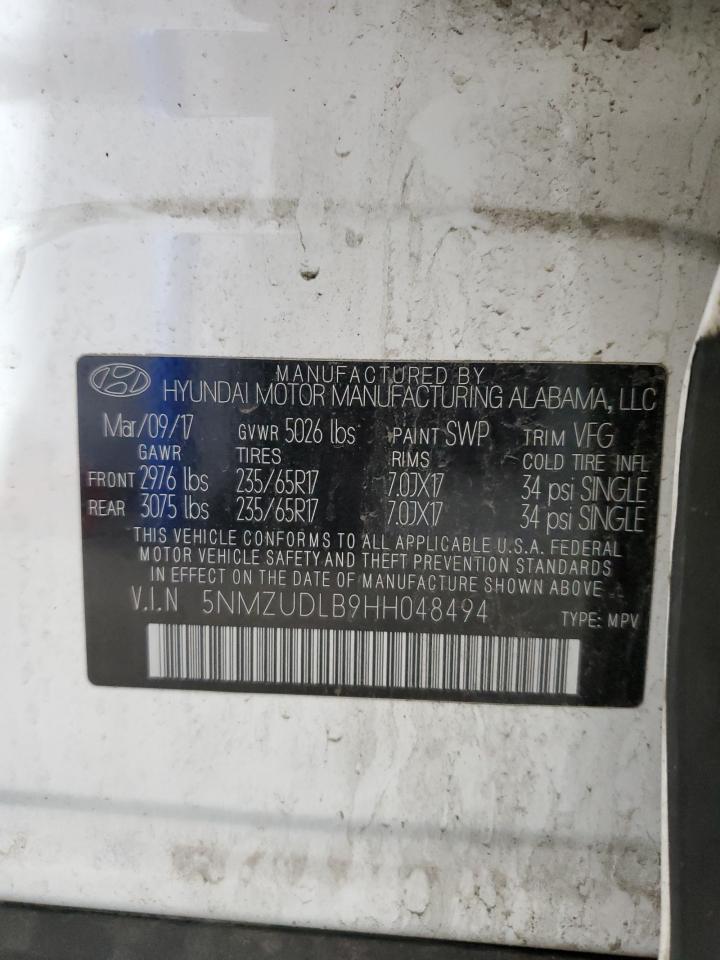 MANUFACTURED BY
HYUNDAI MOTOR MANUFACTURING ALABAMA, LLC
Mar/09/17 GVWR 5026 lbs PAINT SWP TRIM VFG
GAWR TIRES RIMS COLD TIRE INFL
FRONT 2976 lbs 235/65R17 7.0JX17 34 psi SINGLE
REAR 3075 lbs 235/65R17 7.0JX17 34 psi SINGLE
THIS VEHICLE CONFORMS TO ALL APPLICABLE U.S.A. FEDERAL
MOTOR VEHICLE SAFETY AND THEFT PREVENTION STANDARDS
IN EFFECT ON THE DATE OF MANUFACTURE SHOWN ABOVE
V.I.N 5NMZUDLB9HH048494 TYPE: MPV